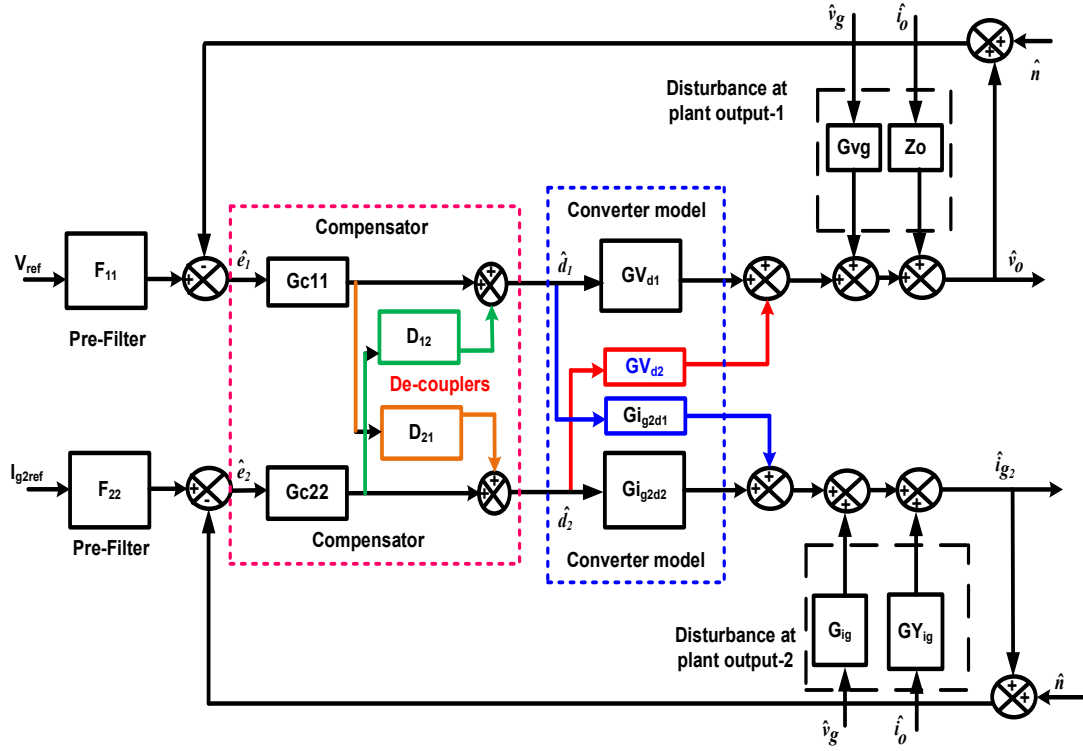 v̂g
îo
n̂
Disturbance at
plant output-1
Gvg
Zo
Compensator
Converter model
Vref
F11
Pre-Filter
ê1
Gc11
d̂1
GVd1
v̂o
D12
De-couplers
GVd2
Gig2d1
D21
Ig2ref
F22
Pre-Filter
ê2
Gc22
Compensator
d̂2
Gig2d2
Converter model
îg2
Disturbance at
plant output-2
Gig
GYig
v̂g
îo
n̂